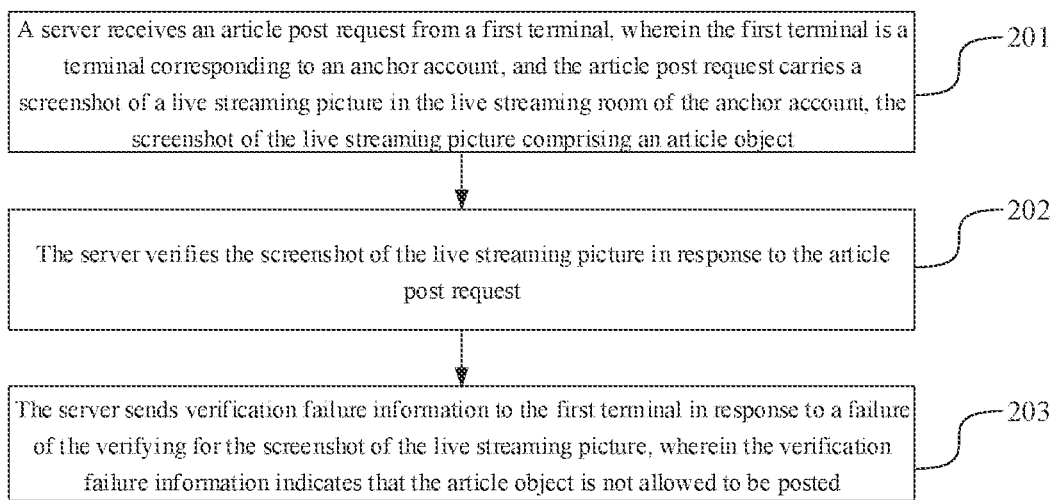 A server receives an article post request from a first terminal, wherein the first terminal is a
terminal corresponding to an anchor account, and the article post request carries a
screenshot of a live streaming picture in the live streaming room of the anchor account, the
screenshot of the live streaming picture comprising an article object
201
The server verifies the screenshot of the live streaming picture in response to the article
post request
202
The server sends verification failure information to the first terminal in response to a failure
of the verifying for the screenshot of the live streaming picture, wherein the verification
failure information indicates that the article object is not allowed to be posted
203